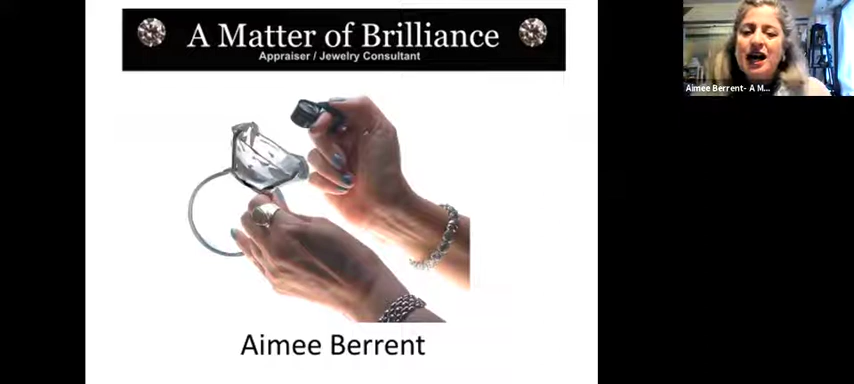 A Matter of Brilliance
Appraiser / Jewelry Consultant
Aimee Berrent- A M...
Aimee Berrent